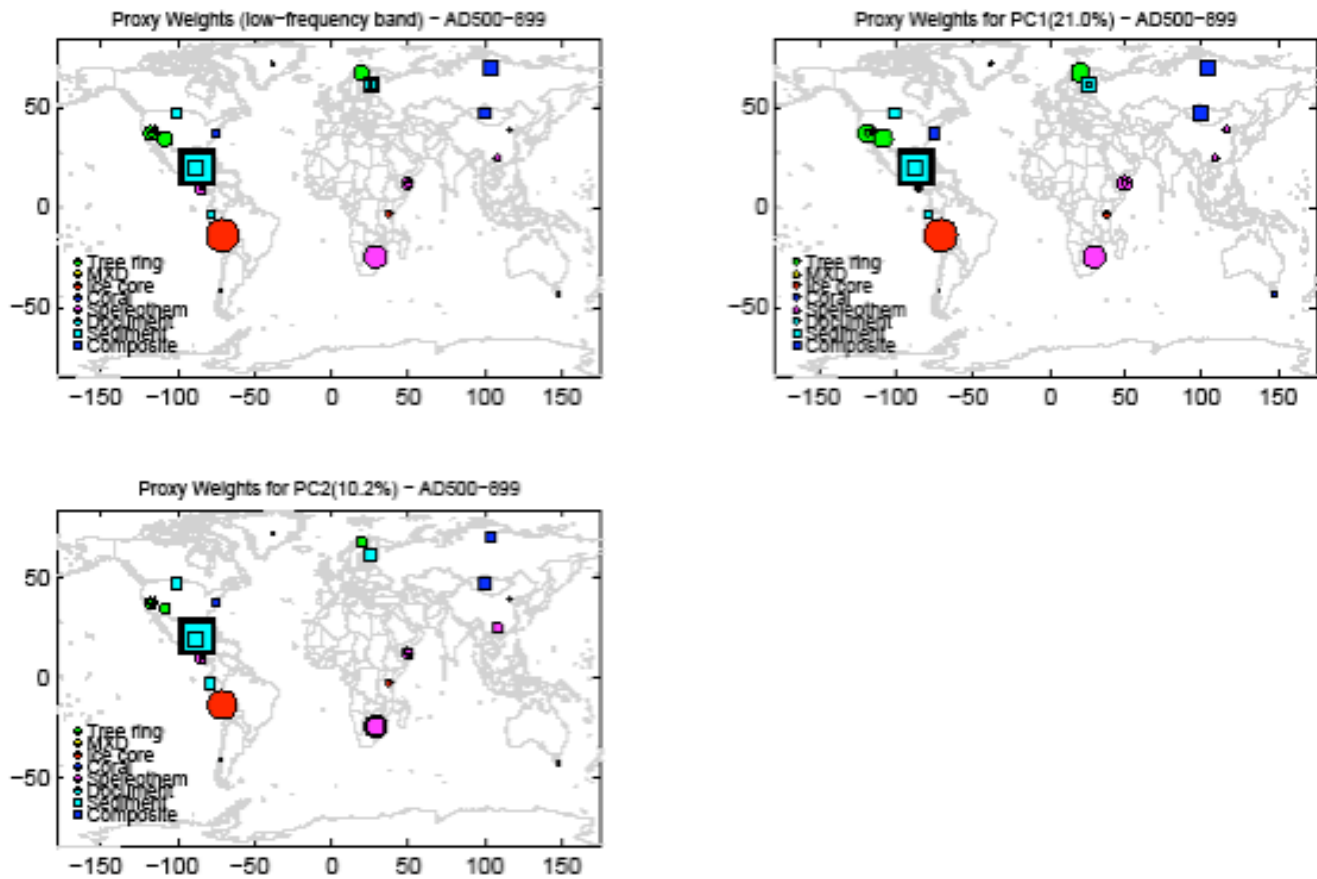 Proxy Weights (low-frequency band) - AD500-699
50
0
-50
Tree ring
MXD
Ice core
Coral
Speleothem
Document
Sediment
Composite
-150 -100 -50 0 50 100 150
Proxy Weights for PC1(21.0%) - AD500-699
50
0
-50
Tree ring
MXD
Ice core
Coral
Speleothem
Document
Sediment
Composite
-150 -100 -50 0 50 100 150
Proxy Weights for PC2(10.2%) - AD500-699
50
0
-50
Tree ring
MXD
Ice core
Coral
Speleothem
Document
Sediment
Composite
-150 -100 -50 0 50 100 150